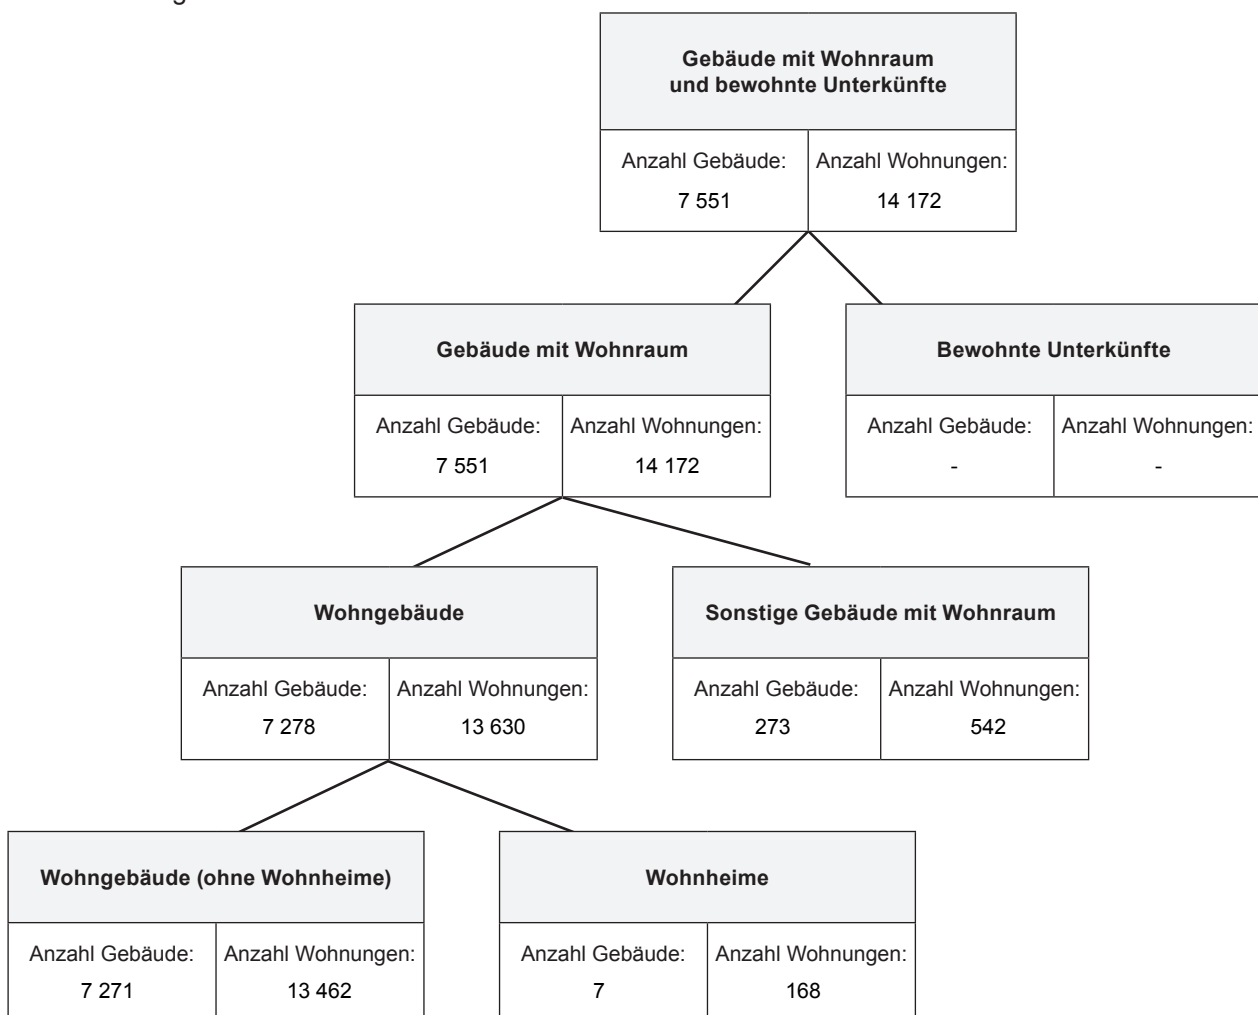 Gebäude mit Wohnraum
und bewohnte Unterkünfte
Anzahl Gebäude: Anzahl Wohnungen:
7 551 14 172
Gebäude mit Wohnraum
Anzahl Gebäude: Anzahl Wohnungen:
7 551 14 172
Bewohnte Unterkünfte
Anzahl Gebäude: Anzahl Wohnungen:
- -
Wohngebäude
Anzahl Gebäude: Anzahl Wohnungen:
7 278 13 630
Sonstige Gebäude mit Wohnraum
Anzahl Gebäude: Anzahl Wohnungen:
273 542
Wohngebäude (ohne Wohnheime)
Anzahl Gebäude: Anzahl Wohnungen:
7 271 13 462
Wohnheime
Anzahl Gebäude: Anzahl Wohnungen:
7 168